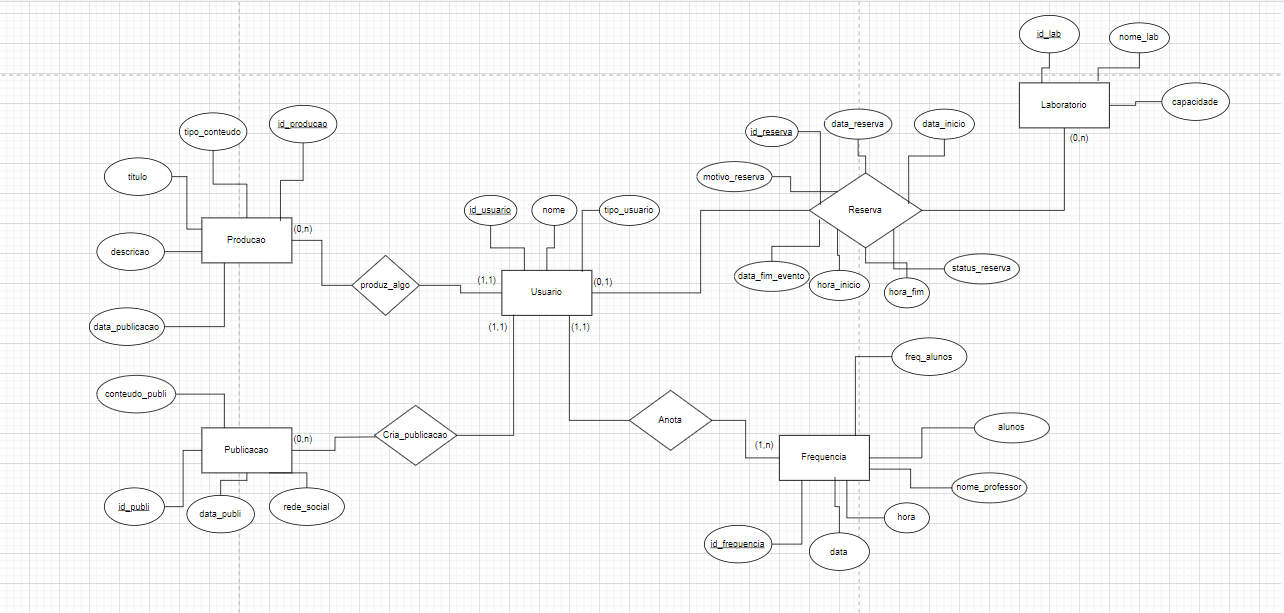 id_lab
nome_lab
Laboratorio
capacidade
(0,n)
tipo_conteudo
id_producao
titulo
descricao
Producao
(0,n)
data_publicacao
produz_algo
id_usuario
nome
tipo_usuario
(1,1)
Usuario
(0,1)
(1,1)
(1,1)
id_reserva
data_reserva
data_inicio
motivo_reserva
Reserva
data_fim_evento
hora_inicio
hora_fim
status_reserva
conteudo_publi
Publicacao
(0,n)
Cria_publicacao
id_publi
data_publi
rede_social
Anota
(1,n)
Frequencia
freq_alunos
alunos
nome_professor
hora
data
id_frequencia